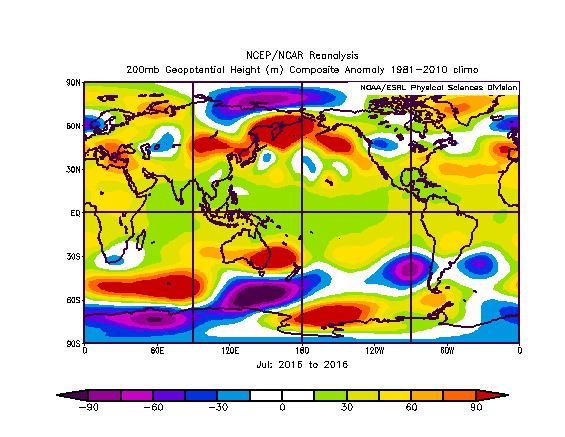 NCEP/NCAR Reanalysis
200mb Geopotential Height (m) Composite Anomaly 1981-2010 climo
NOAA/ESRL Physical Sciences Division
90N
60N
30N
EQ
30S
60S
90S
0 60E 120E 180 120W 60W 0
Jul: 2016 to 2016
-90 -60 -30 0 30 60 90